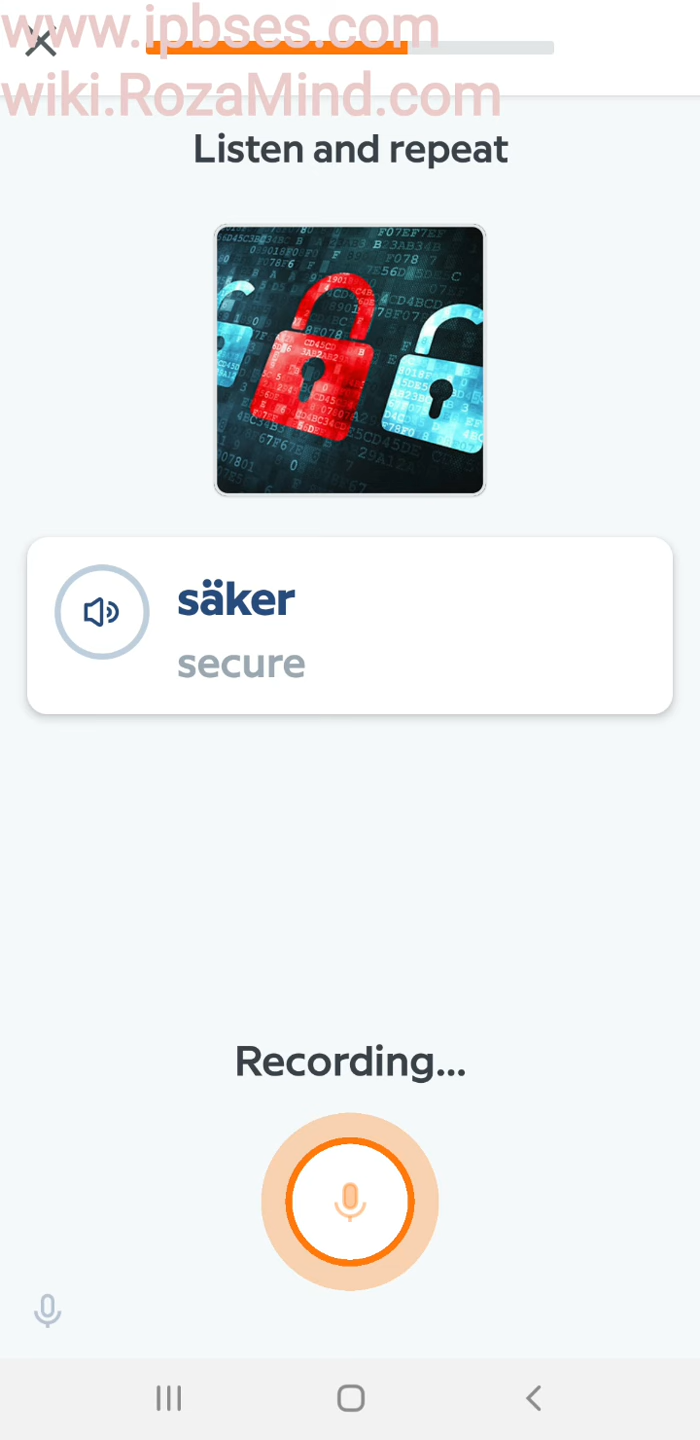 www.ipbses.com
wiki.RozaMind.com
Listen and repeat
säker
secure
Recording...